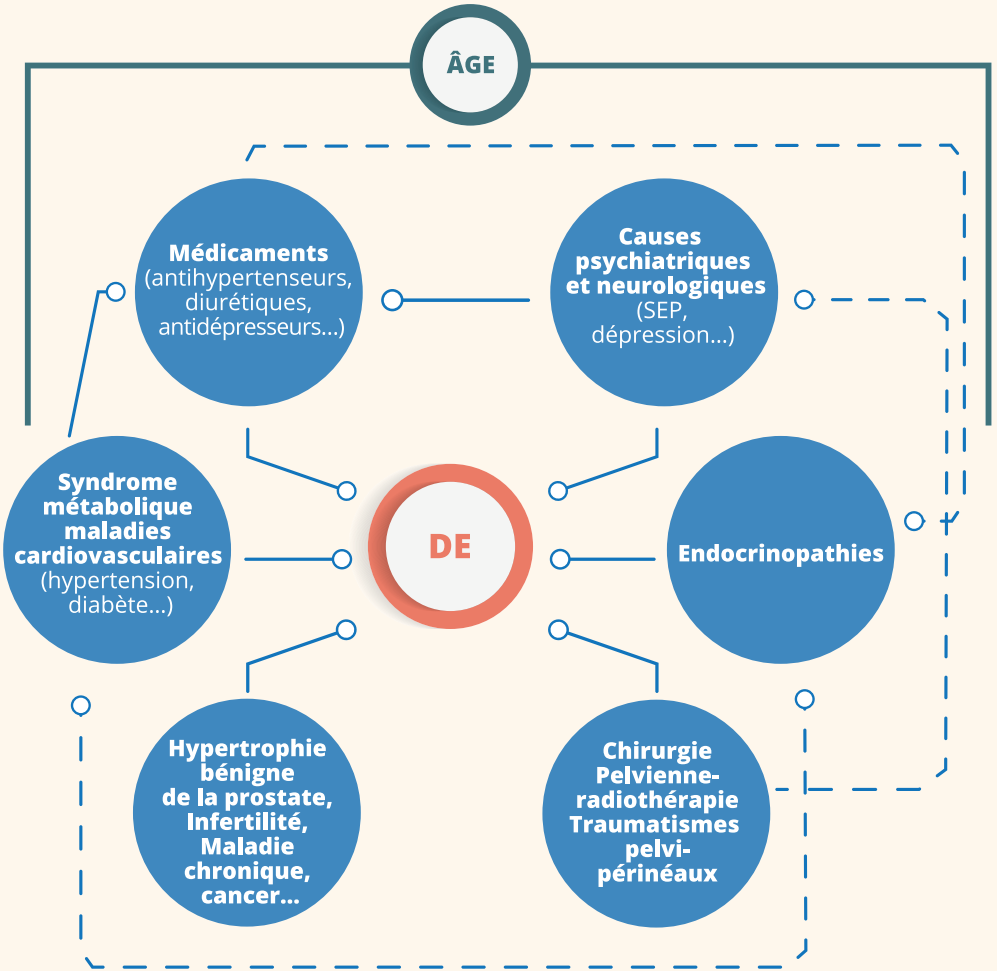 ÂGE
Médicaments
(antihypertenseurs,
diurétiques,
antidépresseurs...)
Causes
psychiatriques
et neurologiques
(SEP,
dépression...)
Syndrome
métabolique
maladies
cardiovasculaires
(hypertension,
diabète...)
DE
Endocrinopathies
Hypertrophie
bénigne
de la prostate,
Infertilité,
Maladie
chronique,
cancer...
Chirurgie
Pelvienne-
radiothérapie
Traumatismes
pelvi-
périnéaux